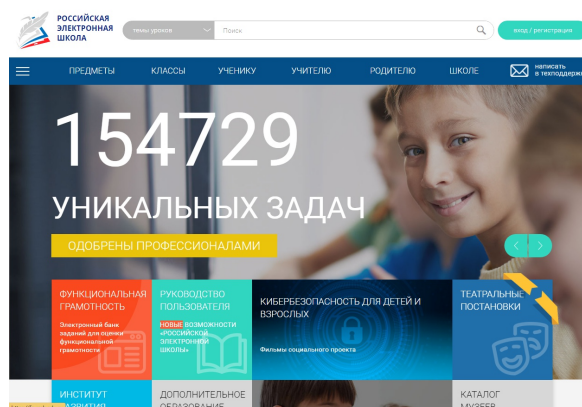 РОССИЙСКАЯ
ЭЛЕКТРОННАЯ
ШКОЛА
темы уроков
Поиск
вход / регистрация
ПРЕДМЕТЫ КЛАССЫ УЧЕНИКУ УЧИТЕЛЮ РОДИТЕЛЮ ШКОЛЕ
написать
в техподдержк
154729
УНИКАЛЬНЫХ ЗАДАЧ
ОДОБРЕНЫ ПРОФЕССИОНАЛАМИ
ФУНКЦИОНАЛЬНАЯ
ГРАМОТНОСТЬ
Электронный банк
заданий для оценки
функциональной
грамотности
РУКОВОДСТВО
ПОЛЬЗОВАТЕЛЯ
НОВЫЕ ВОЗМОЖНОСТИ
«РОССИЙСКОЙ
ЭЛЕКТРОННОЙ
ШКОЛЫ»
КИБЕРБЕЗОПАСНОСТЬ ДЛЯ ДЕТЕЙ И
ВЗРОСЛЫХ
Фильмы социального проекта
ТЕАТРАЛЬНЫЕ
ПОСТАНОВКИ
ИНСТИТУТ
РАЗВИТИЯ
ДОПОЛНИТЕЛЬНОЕ
ОБРАЗОВАНИЕ
КАТАЛОГ
МУЗЕЕВ